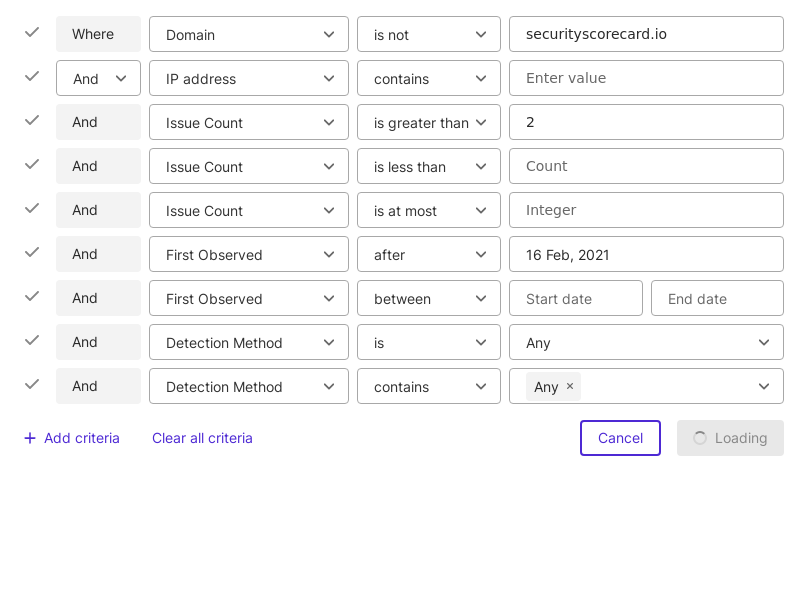 Where Domain is not securityscorecard.io
And IP address contains Enter value
And Issue Count is greater than 2
And Issue Count is less than Count
And Issue Count is at most Integer
And First Observed after 16 Feb, 2021
And First Observed between Start date End date
And Detection Method is Any
And Detection Method contains Any ×
+ Add criteria Clear all criteria Cancel Loading